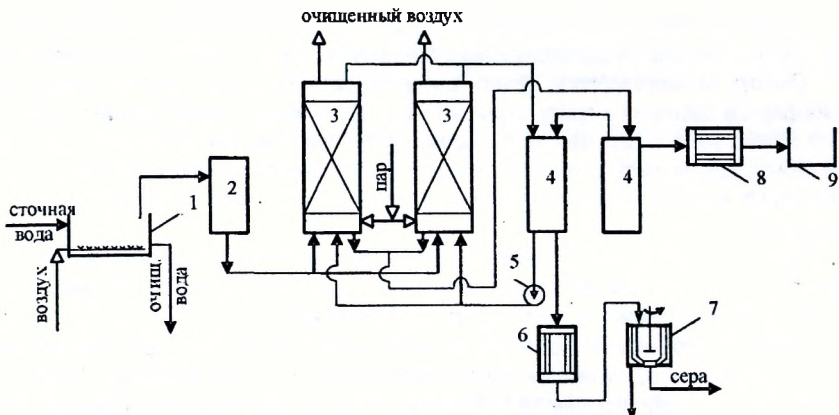 очищенный воздух
3
3
пар
4
4
8
9
1
2
сточная
вода
воздух
очищ.
вода
5
6
7
сера